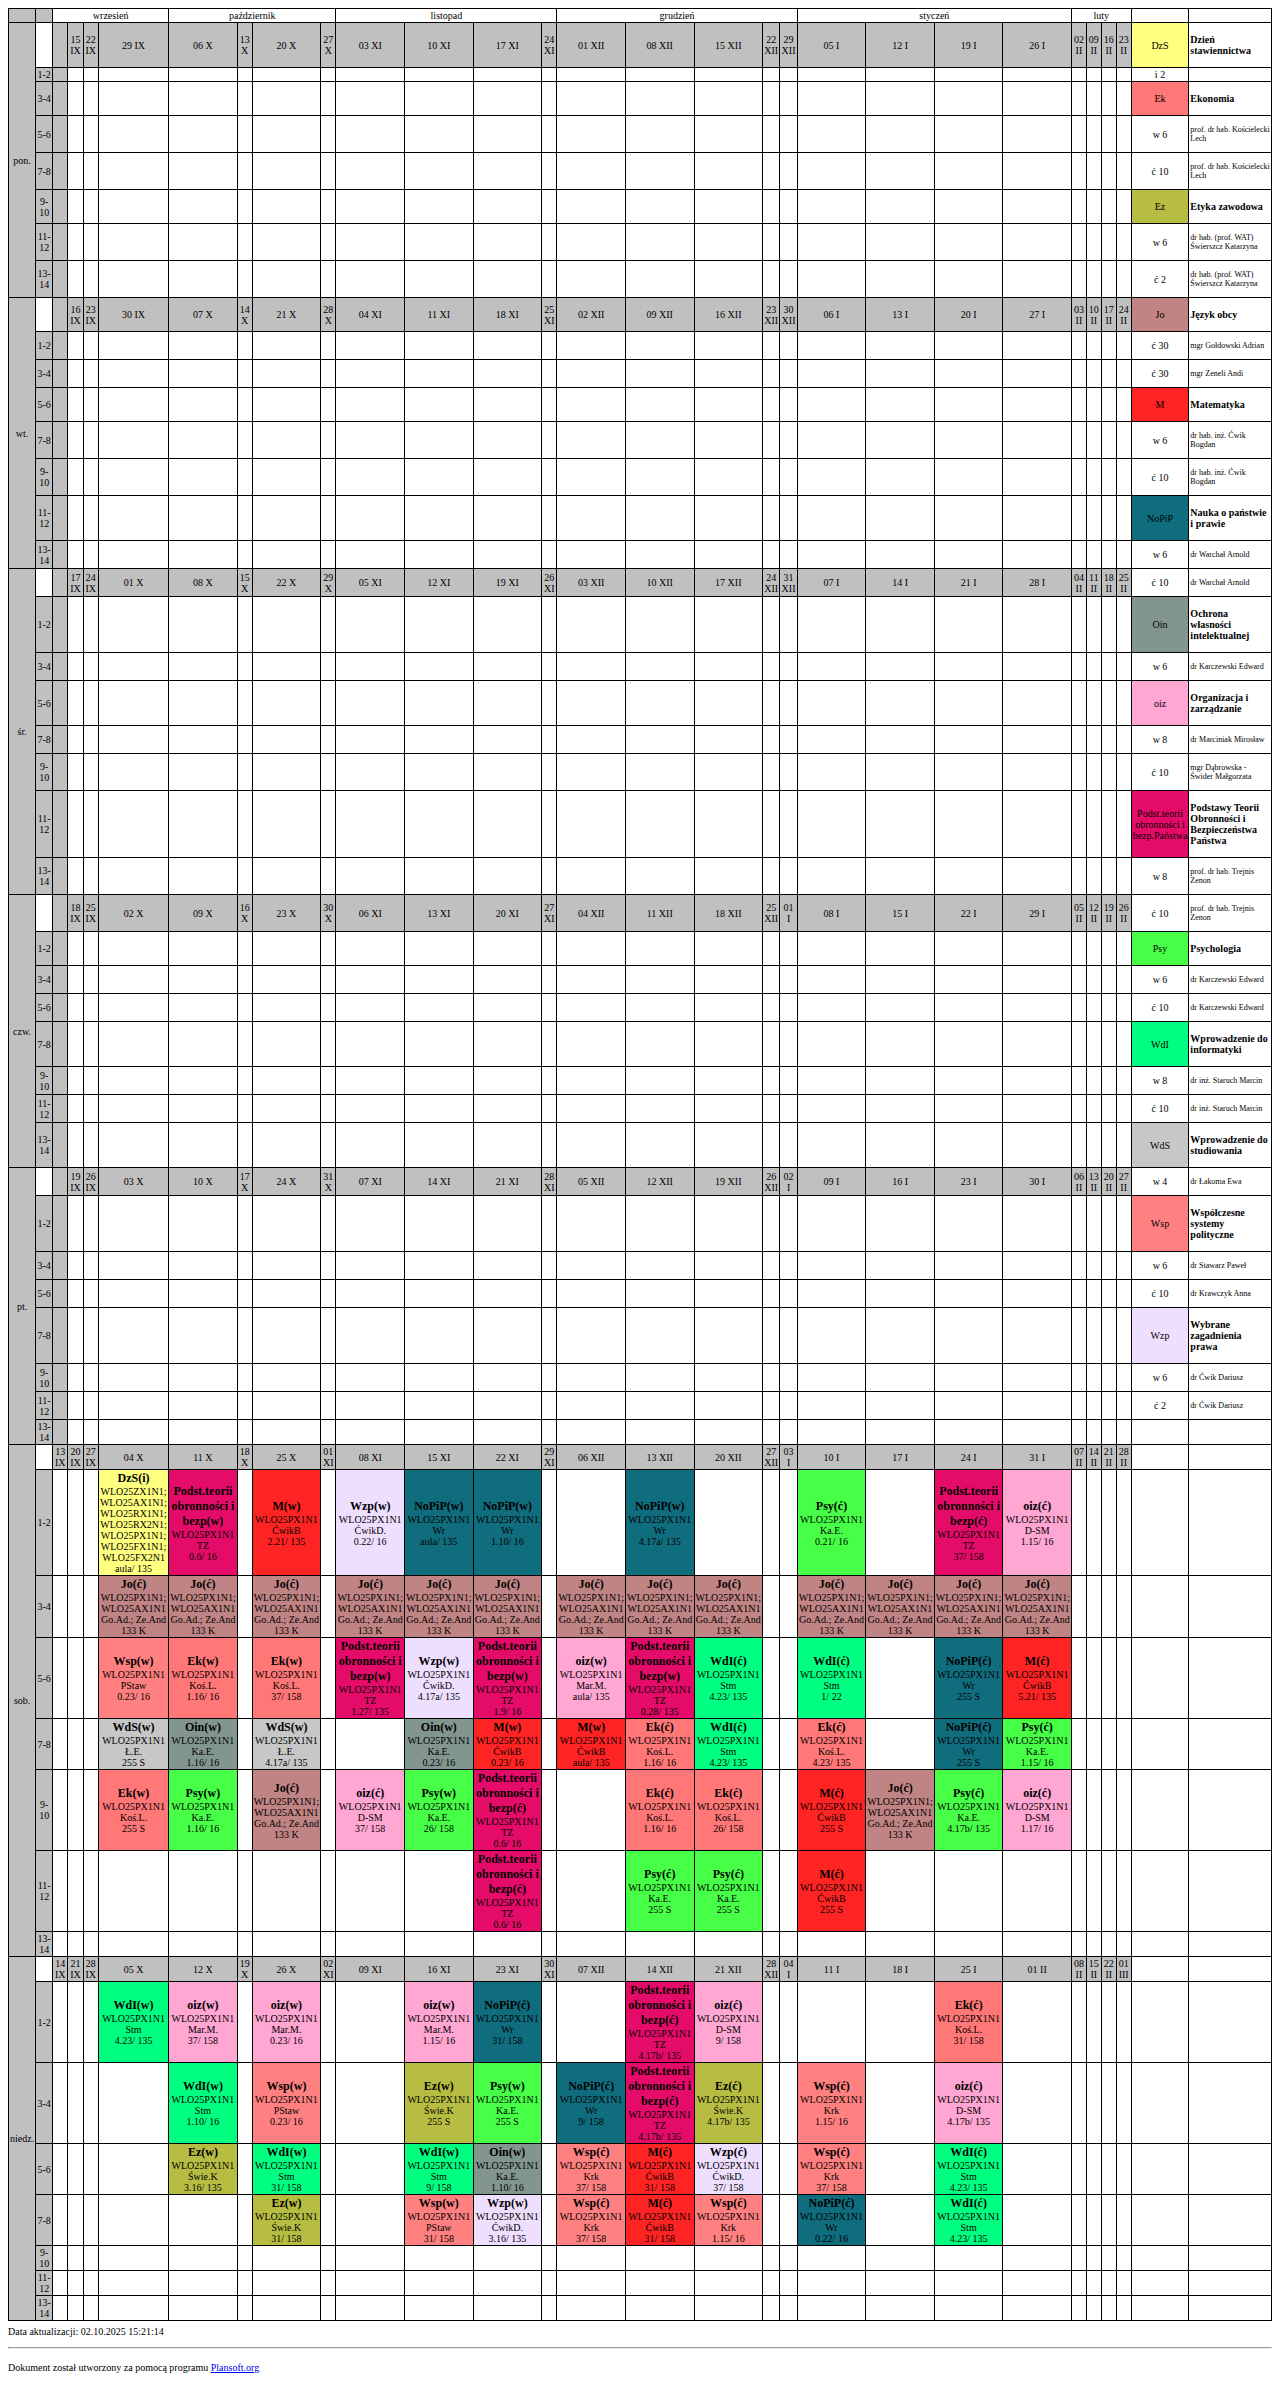 wrzesień październik listopad grudzień styczeń luty
pon. 15 IX 22 IX 29 IX 06 X 13 X 20 X 27 X 03 XI 10 XI 17 XI 24 XI 01 XII 08 XII 15 XII 22 XII 29 XII 05 I 12 I 19 I 26 I 02 II 09 II 16 II 23 II DzS Dzień stawiennictwa
1-2 i 2
3-4 Ek Ekonomia
5-6 w 6 prof. dr hab. Kościelecki Lech
7-8 ć 10 prof. dr hab. Kościelecki Lech
9-10 Ez Etyka zawodowa
11-12 w 6 dr hab. (prof. WAT) Świerszcz Katarzyna
13-14 ć 2 dr hab. (prof. WAT) Świerszcz Katarzyna
wt. 16 IX 23 IX 30 IX 07 X 14 X 21 X 28 X 04 XI 11 XI 18 XI 25 XI 02 XII 09 XII 16 XII 23 XII 30 XII 06 I 13 I 20 I 27 I 03 II 10 II 17 II 24 II Jo Język obcy
1-2 ć 30 mgr Gołdowski Adrian
3-4 ć 30 mgr Zeneli Andi
5-6 M Matematyka
7-8 w 6 dr hab. inż. Ćwik Bogdan
9-10 ć 10 dr hab. inż. Ćwik Bogdan
11-12 NoPiP Nauka o państwie i prawie
13-14 w 6 dr Warchał Arnold
śr. 17 IX 24 IX 01 X 08 X 15 X 22 X 29 X 05 XI 12 XI 19 XI 26 XI 03 XII 10 XII 17 XII 24 XII 31 XII 07 I 14 I 21 I 28 I 04 II 11 II 18 II 25 II ć 10 dr Warchał Arnold
1-2 Oin Ochrona własności intelektualnej
3-4 w 6 dr Karczewski Edward
5-6 oiz Organizacja i zarządzanie
7-8 w 8 dr Marciniak Mirosław
9-10 ć 10 mgr Dąbrowska - Świder Małgorzata
11-12 Podst.teorii obronności i bezp.Państwa Podstawy Teorii Obronności i Bezpieczeństwa Państwa
13-14 w 8 prof. dr hab. Trejnis Zenon
czw. 18 IX 25 IX 02 X 09 X 16 X 23 X 30 X 06 XI 13 XI 20 XI 27 XI 04 XII 11 XII 18 XII 25 XII 01 I 08 I 15 I 22 I 29 I 05 II 12 II 19 II 26 II ć 10 prof. dr hab. Trejnis Zenon
1-2 Psy Psychologia
3-4 w 6 dr Karczewski Edward
5-6 ć 10 dr Karczewski Edward
7-8 WdI Wprowadzenie do informatyki
9-10 w 8 dr inż. Staruch Marcin
11-12 ć 10 dr inż. Staruch Marcin
13-14 WdS Wprowadzenie do studiowania
pt. 19 IX 26 IX 03 X 10 X 17 X 24 X 31 X 07 XI 14 XI 21 XI 28 XI 05 XII 12 XII 19 XII 26 XII 02 I 09 I 16 I 23 I 30 I 06 II 13 II 20 II 27 II w 4 dr Łakoma Ewa
1-2 Wsp Współczesne systemy polityczne
3-4 w 6 dr Stawarz Paweł
5-6 ć 10 dr Krawczyk Anna
7-8 Wzp Wybrane zagadnienia prawa
9-10 w 6 dr Ćwik Dariusz
11-12 ć 2 dr Ćwik Dariusz
13-14
sob. 13 IX 20 IX 27 IX 04 X 11 X 18 X 25 X 01 XI 08 XI 15 XI 22 XI 29 XI 06 XII 13 XII 20 XII 27 XII 03 I 10 I 17 I 24 I 31 I 07 II 14 II 21 II 28 II
1-2 DzS(i) WLO25ZX1N1; WLO25AX1N1; WLO25RX1N1; WLO25RX2N1; WLO25PX1N1; WLO25FX1N1; WLO25FX2N1 aula/ 135
Podst.teorii obronności i bezp(w) WLO25PX1N1 TZ 0.6/ 16
M(w) WLO25PX1N1 ĆwikB 2.21/ 135
Wzp(w) WLO25PX1N1 ĆwikD. 0.22/ 16
NoPiP(w) WLO25PX1N1 Wr aula/ 135
NoPiP(w) WLO25PX1N1 Wr 1.10/ 16
NoPiP(w) WLO25PX1N1 Wr 4.17a/ 135
Psy(ć) WLO25PX1N1 Ka.E. 0.21/ 16
Podst.teorii obronności i bezp(ć) WLO25PX1N1 TZ 37/ 158
oiz(ć) WLO25PX1N1 D-SM 1.15/ 16
3-4 Jo(ć) WLO25PX1N1; WLO25AX1N1 Go.Ad.; Ze.And 133 K
Jo(ć) WLO25PX1N1; WLO25AX1N1 Go.Ad.; Ze.And 133 K
Jo(ć) WLO25PX1N1; WLO25AX1N1 Go.Ad.; Ze.And 133 K
Jo(ć) WLO25PX1N1; WLO25AX1N1 Go.Ad.; Ze.And 133 K
Jo(ć) WLO25PX1N1; WLO25AX1N1 Go.Ad.; Ze.And 133 K
Jo(ć) WLO25PX1N1; WLO25AX1N1 Go.Ad.; Ze.And 133 K
Jo(ć) WLO25PX1N1; WLO25AX1N1 Go.Ad.; Ze.And 133 K
Jo(ć) WLO25PX1N1; WLO25AX1N1 Go.Ad.; Ze.And 133 K
Jo(ć) WLO25PX1N1; WLO25AX1N1 Go.Ad.; Ze.And 133 K
Jo(ć) WLO25PX1N1; WLO25AX1N1 Go.Ad.; Ze.And 133 K
Jo(ć) WLO25PX1N1; WLO25AX1N1 Go.Ad.; Ze.And 133 K
Jo(ć) WLO25PX1N1; WLO25AX1N1 Go.Ad.; Ze.And 133 K
Jo(ć) WLO25PX1N1; WLO25AX1N1 Go.Ad.; Ze.And 133 K
5-6 Wsp(w) WLO25PX1N1 PStaw 0.23/ 16
Ek(w) WLO25PX1N1 Koś.L. 1.16/ 16
Ek(w) WLO25PX1N1 Koś.L. 37/ 158
Podst.teorii obronności i bezp(w) WLO25PX1N1 TZ 1.27/ 135
Wzp(w) WLO25PX1N1 ĆwikD. 4.17a/ 135
Podst.teorii obronności i bezp(w) WLO25PX1N1 TZ 1.9/ 16
oiz(w) WLO25PX1N1 Mar.M. aula/ 135
Podst.teorii obronności i bezp(w) WLO25PX1N1 TZ 0.28/ 135
WdI(ć) WLO25PX1N1 Stm 4.23/ 135
WdI(ć) WLO25PX1N1 Stm 1/ 22
NoPiP(ć) WLO25PX1N1 Wr 255 S
M(ć) WLO25PX1N1 ĆwikB 5.21/ 135
7-8 WdS(w) WLO25PX1N1 Ł.E. 255 S
Oin(w) WLO25PX1N1 Ka.E. 1.16/ 16
WdS(w) WLO25PX1N1 Ł.E. 4.17a/ 135
Oin(w) WLO25PX1N1 Ka.E. 0.23/ 16
M(w) WLO25PX1N1 ĆwikB 0.23/ 16
M(w) WLO25PX1N1 ĆwikB aula/ 135
Ek(ć) WLO25PX1N1 Koś.L. 1.16/ 16
WdI(ć) WLO25PX1N1 Stm 4.23/ 135
Ek(ć) WLO25PX1N1 Koś.L. 4.23/ 135
NoPiP(ć) WLO25PX1N1 Wr 255 S
Psy(ć) WLO25PX1N1 Ka.E. 1.15/ 16
9-10 Ek(w) WLO25PX1N1 Koś.L. 255 S
Psy(w) WLO25PX1N1 Ka.E. 1.16/ 16
Jo(ć) WLO25PX1N1; WLO25AX1N1 Go.Ad.; Ze.And 133 K
oiz(ć) WLO25PX1N1 D-SM 37/ 158
Psy(w) WLO25PX1N1 Ka.E. 26/ 158
Podst.teorii obronności i bezp(ć) WLO25PX1N1 TZ 0.6/ 16
Ek(ć) WLO25PX1N1 Koś.L. 1.16/ 16
Ek(ć) WLO25PX1N1 Koś.L. 26/ 158
M(ć) WLO25PX1N1 ĆwikB 255 S
Jo(ć) WLO25PX1N1; WLO25AX1N1 Go.Ad.; Ze.And 133 K
Psy(ć) WLO25PX1N1 Ka.E. 4.17b/ 135
oiz(ć) WLO25PX1N1 D-SM 1.17/ 16
11-12 Podst.teorii obronności i bezp(ć) WLO25PX1N1 TZ 0.6/ 16
Psy(ć) WLO25PX1N1 Ka.E. 255 S
Psy(ć) WLO25PX1N1 Ka.E. 255 S
M(ć) WLO25PX1N1 ĆwikB 255 S
13-14
niedz. 14 IX 21 IX 28 IX 05 X 12 X 19 X 26 X 02 XI 09 XI 16 XI 23 XI 30 XI 07 XII 14 XII 21 XII 28 XII 04 I 11 I 18 I 25 I 01 II 08 II 15 II 22 II 01 III
1-2 WdI(w) WLO25PX1N1 Stm 4.23/ 135
oiz(w) WLO25PX1N1 Mar.M. 37/ 158
oiz(w) WLO25PX1N1 Mar.M. 0.23/ 16
oiz(w) WLO25PX1N1 Mar.M. 1.15/ 16
NoPiP(ć) WLO25PX1N1 Wr 31/ 158
Podst.teorii obronności i bezp(ć) WLO25PX1N1 TZ 4.17b/ 135
oiz(ć) WLO25PX1N1 D-SM 9/ 158
Ek(ć) WLO25PX1N1 Koś.L. 31/ 158
3-4 WdI(w) WLO25PX1N1 Stm 1.10/ 16
Wsp(w) WLO25PX1N1 PStaw 0.23/ 16
Ez(w) WLO25PX1N1 Świe.K 255 S
Psy(w) WLO25PX1N1 Ka.E. 255 S
NoPiP(ć) WLO25PX1N1 Wr 9/ 158
Podst.teorii obronności i bezp(ć) WLO25PX1N1 TZ 4.17b/ 135
Ez(ć) WLO25PX1N1 Świe.K 4.17b/ 135
Wsp(ć) WLO25PX1N1 Krk 1.15/ 16
oiz(ć) WLO25PX1N1 D-SM 4.17b/ 135
5-6 Ez(w) WLO25PX1N1 Świe.K 3.16/ 135
WdI(w) WLO25PX1N1 Stm 31/ 158
WdI(w) WLO25PX1N1 Stm 9/ 158
Oin(w) WLO25PX1N1 Ka.E. 1.10/ 16
Wsp(ć) WLO25PX1N1 Krk 37/ 158
M(ć) WLO25PX1N1 ĆwikB 31/ 158
Wzp(ć) WLO25PX1N1 ĆwikD. 37/ 158
Wsp(ć) WLO25PX1N1 Krk 37/ 158
WdI(ć) WLO25PX1N1 Stm 4.23/ 135
7-8 Ez(w) WLO25PX1N1 Świe.K 31/ 158
Wsp(w) WLO25PX1N1 PStaw 31/ 158
Wzp(w) WLO25PX1N1 ĆwikD. 3.16/ 135
Wsp(ć) WLO25PX1N1 Krk 37/ 158
M(ć) WLO25PX1N1 ĆwikB 31/ 158
Wsp(ć) WLO25PX1N1 Krk 1.15/ 16
NoPiP(ć) WLO25PX1N1 Wr 0.22/ 16
WdI(ć) WLO25PX1N1 Stm 4.23/ 135
9-10
11-12
13-14
Data aktualizacji: 02.10.2025 15:21:14
Dokument został utworzony za pomocą programu Plansoft.org